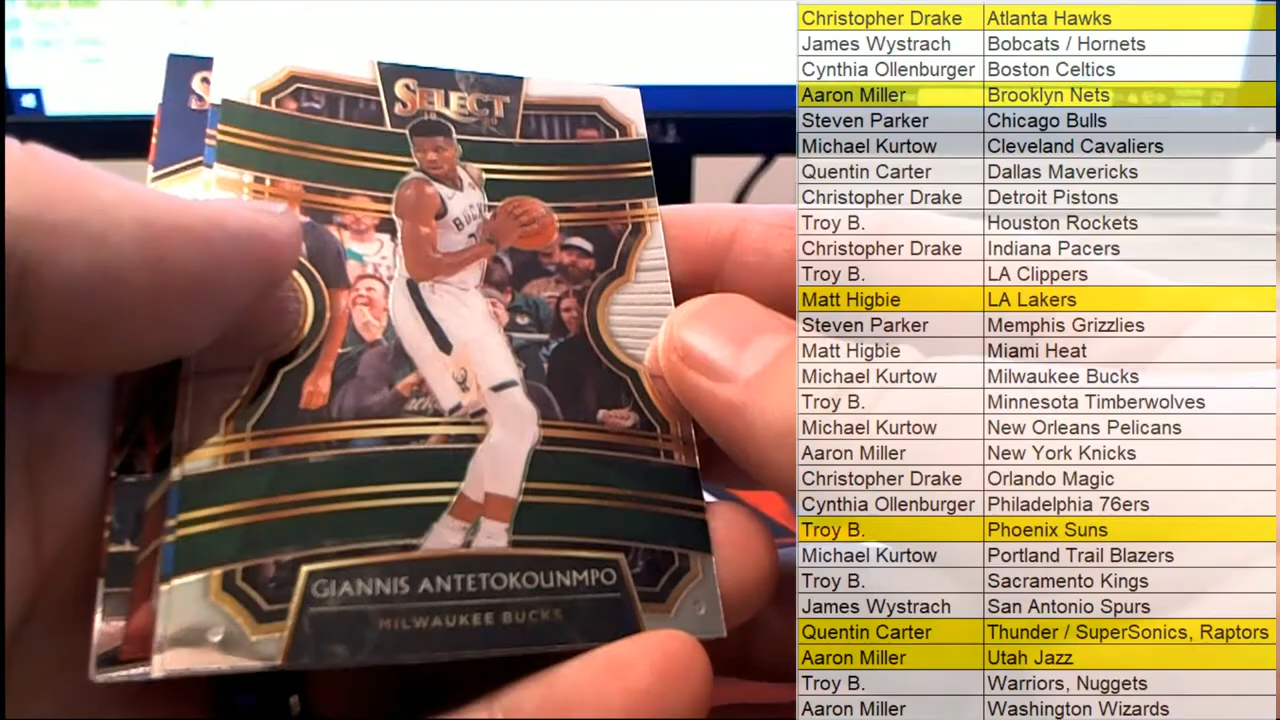 SELECT
BUCKS
GIANNIS ANTETOKOUNMPO
MILWAUKEE BUCKS
Christopher Drake Atlanta Hawks
James Wystrach Bobcats / Hornets
Cynthia Ollenburger Boston Celtics
Aaron Miller Brooklyn Nets
Steven Parker Chicago Bulls
Michael Kurtow Cleveland Cavaliers
Quentin Carter Dallas Mavericks
Christopher Drake Detroit Pistons
Troy B. Houston Rockets
Christopher Drake Indiana Pacers
Troy B. LA Clippers
Matt Higbie LA Lakers
Steven Parker Memphis Grizzlies
Matt Higbie Miami Heat
Michael Kurtow Milwaukee Bucks
Troy B. Minnesota Timberwolves
Michael Kurtow New Orleans Pelicans
Aaron Miller New York Knicks
Christopher Drake Orlando Magic
Cynthia Ollenburger Philadelphia 76ers
Troy B. Phoenix Suns
Michael Kurtow Portland Trail Blazers
Troy B. Sacramento Kings
James Wystrach San Antonio Spurs
Quentin Carter Thunder / SuperSonics, Raptors
Aaron Miller Utah Jazz
Troy B. Warriors, Nuggets
Aaron Miller Washington Wizards